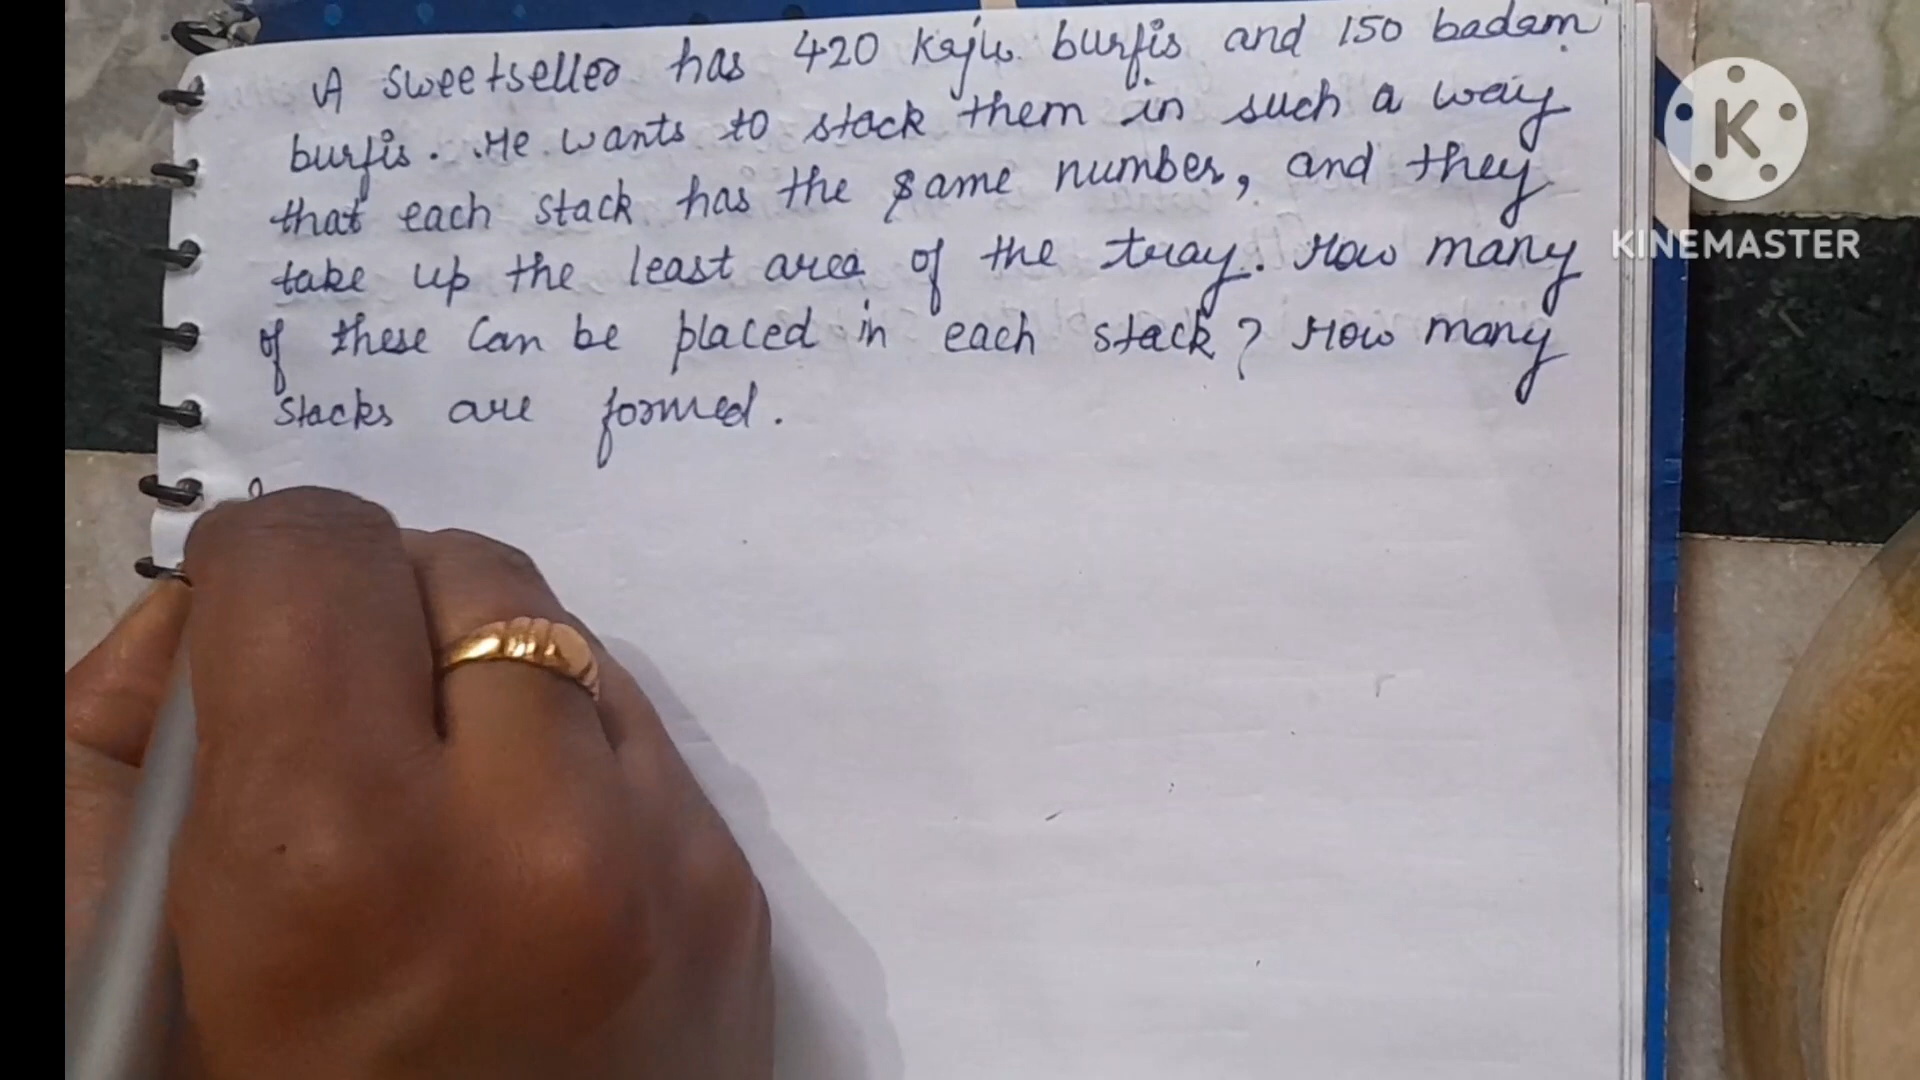 A sweetseller has 420 Kaju burfis and 150 badam
burfis. He wants to stack them in such a way
that each stack has the same number, and they
take up the least area of the tray. How many
of these can be placed in each stack? How many
stacks are formed.
K
KINEMASTER